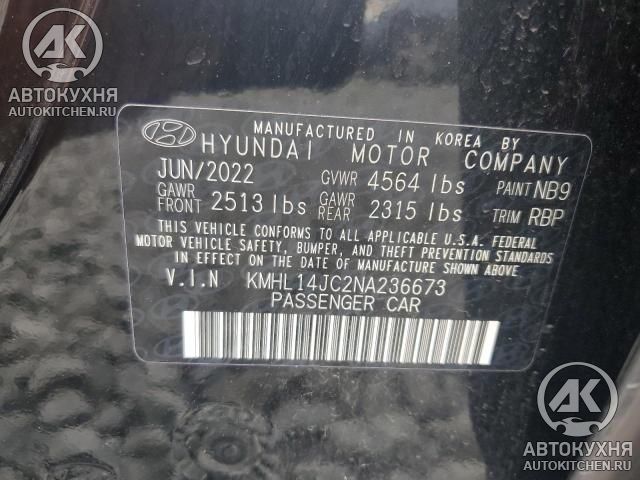 АВТОКУХНЯ
AUTOKITCHEN.RU
MANUFACTURED IN KOREA BY
HYUNDAI MOTOR COMPANY
JUN/2022 GVWR 4564 lbs PAINT NB9
GAWR FRONT 2513 lbs GAWR REAR 2315 lbs TRIM RBP
THIS VEHICLE CONFORMS TO ALL APPLICABLE U.S.A. FEDERAL
MOTOR VEHICLE SAFETY, BUMPER, AND THEFT PREVENTION STANDARDS
IN EFFECT ON THE DATE OF MANUFACTURE SHOWN ABOVE.
V.I.N KMHL14JC2NA236673
PASSENGER CAR
АК
АВТОКУХНЯ
AUTOKITCHEN.RU